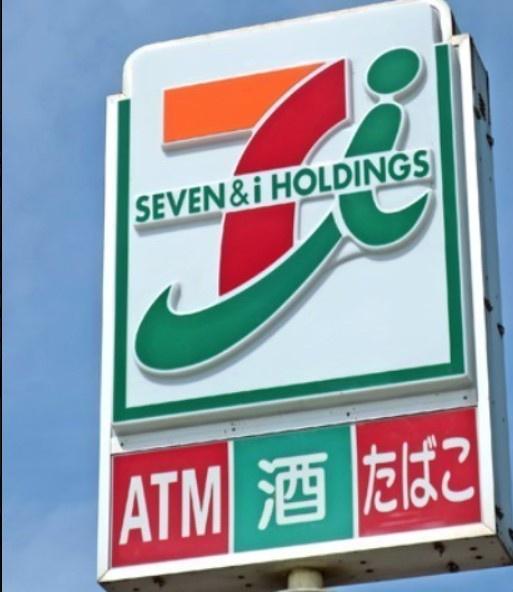 SEVEN & i HOLDINGS
ATM 酒 たばこ